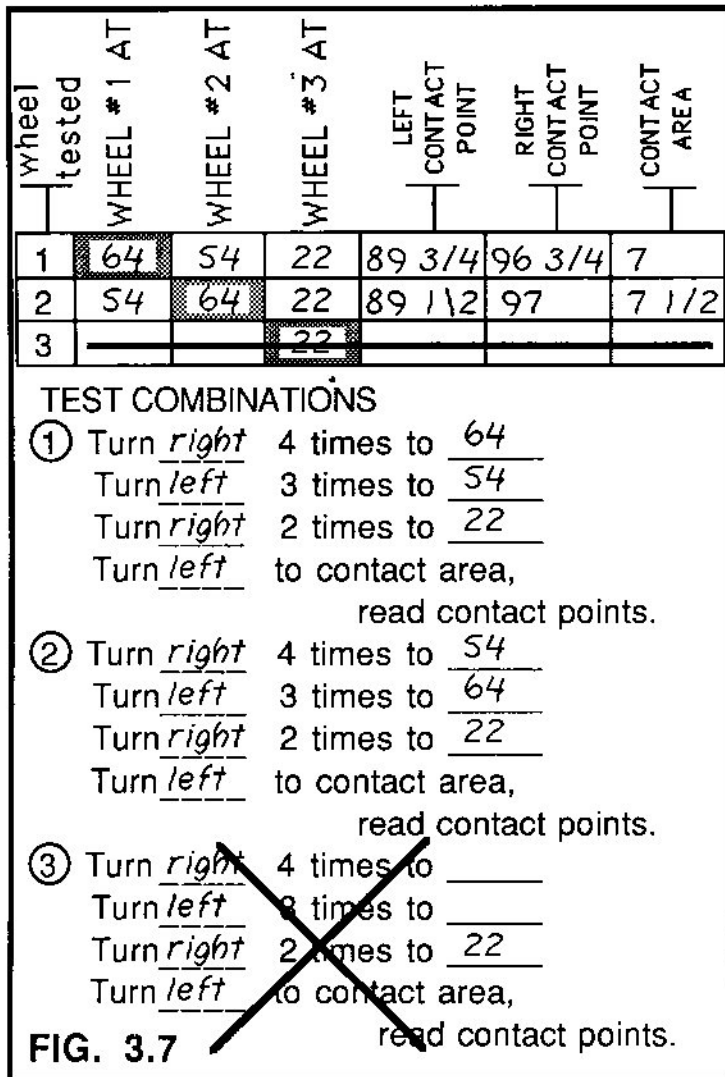 wheel tested WHEEL #1 AT WHEEL #2 AT WHEEL #3 AT LEFT CONTACT POINT RIGHT CONTACT POINT CONTACT AREA
1 64 54 22 89 3/4 96 3/4 7
2 54 64 22 89 1\2 97 7 1/2
3 22
TEST COMBINATIONS
① Turn right 4 times to 64
Turn left 3 times to 54
Turn right 2 times to 22
Turn left to contact area,
read contact points.
② Turn right 4 times to 54
Turn left 3 times to 64
Turn right 2 times to 22
Turn left to contact area,
read contact points.
③ Turn right 4 times to
Turn left 3 times to
Turn right 2 times to 22
Turn left to contact area,
read contact points.
FIG. 3.7